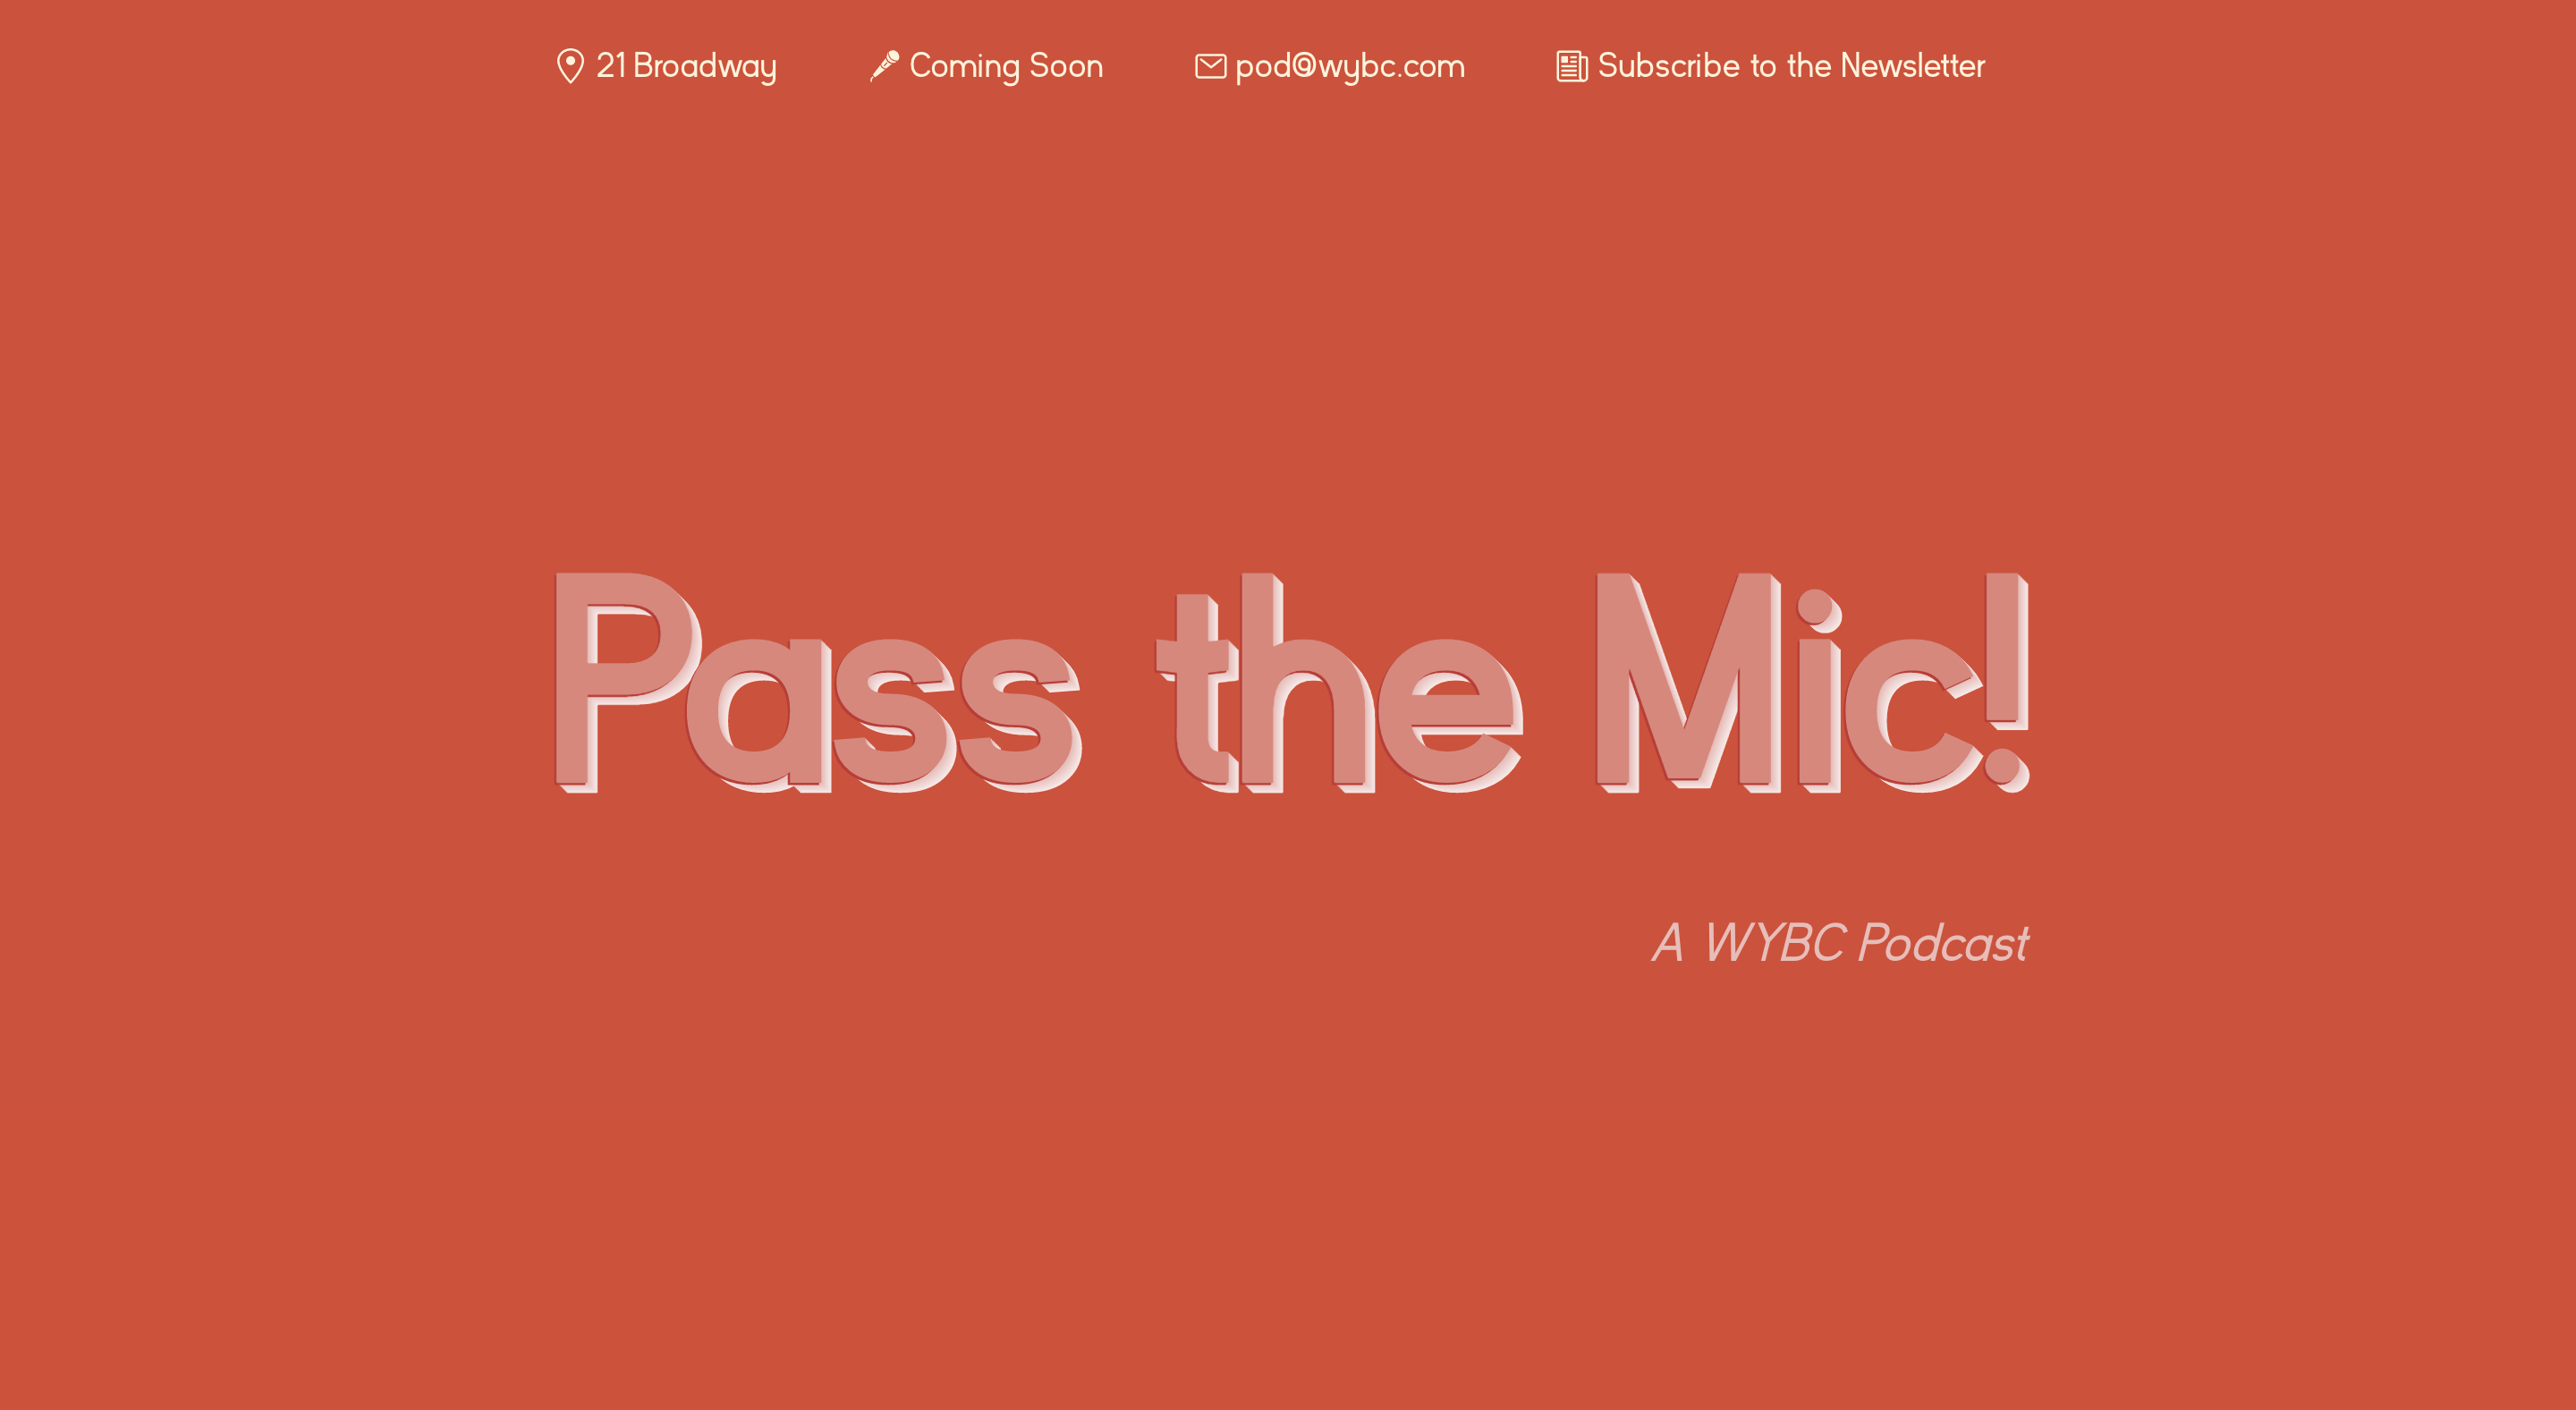 21 Broadway
Coming Soon
pod@wybc.com
Subscribe to the Newsletter
Pass the Mic!
A WYBC Podcast